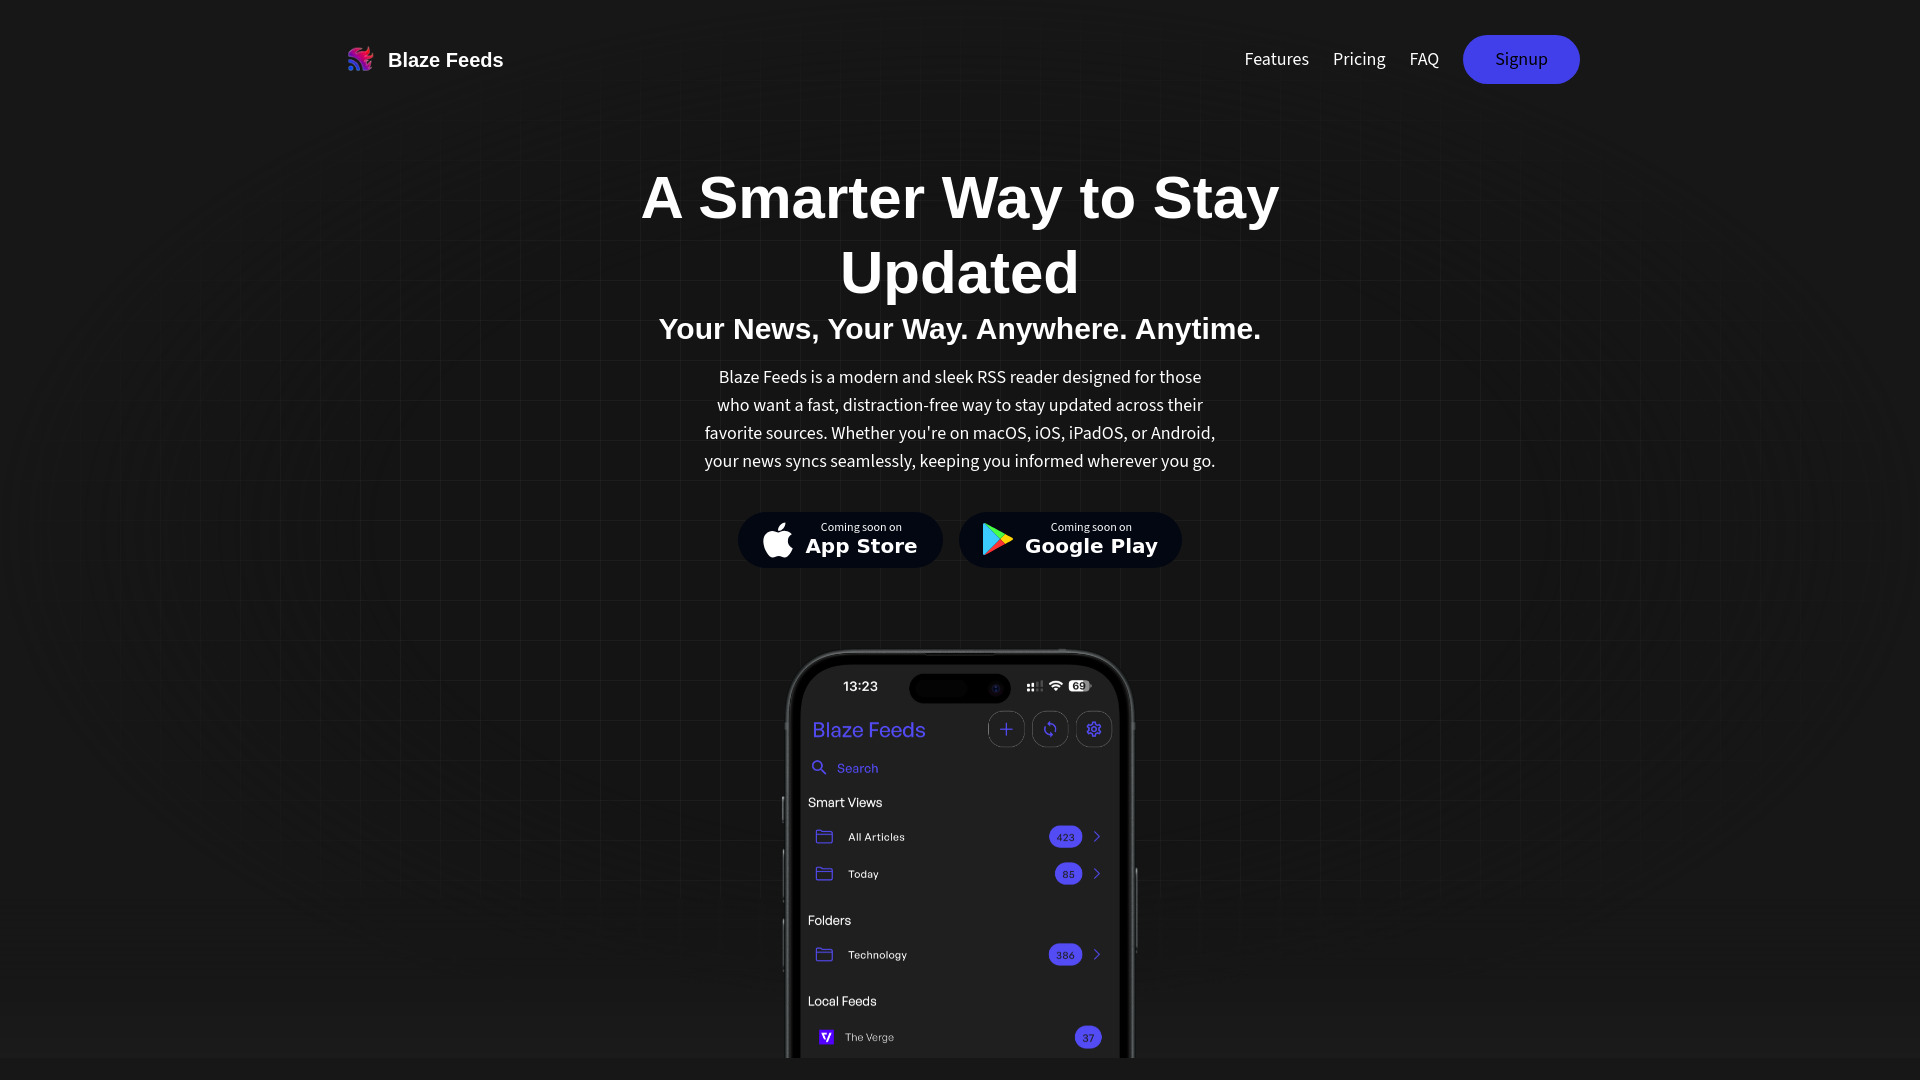 Blaze Feeds
Features
Pricing
FAQ
Signup
A Smarter Way to Stay
Updated
Your News, Your Way. Anywhere. Anytime.
Blaze Feeds is a modern and sleek RSS reader designed for those
who want a fast, distraction-free way to stay updated across their
favorite sources. Whether you're on macOS, iOS, iPadOS, or Android,
your news syncs seamlessly, keeping you informed wherever you go.
Coming soon on
App Store
Coming soon on
Google Play
13:23
69
Blaze Feeds
Search
Smart Views
All Articles
423
Today
85
Folders
Technology
386
Local Feeds
The Verge
37